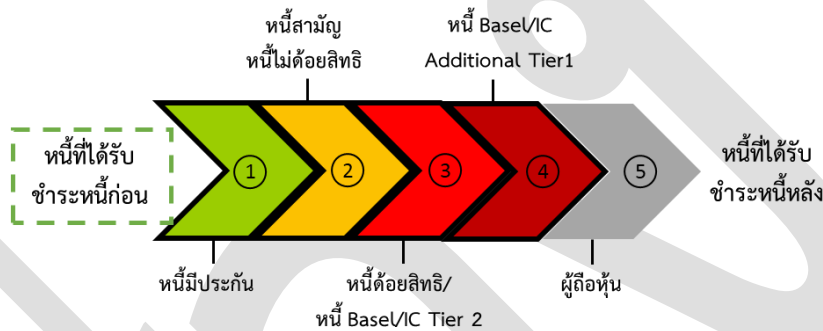 หนี้สามัญ
หนี้ไม่ด้อยสิทธิ
หนี้ Basel/IC
Additional Tier1
หนี้ที่ได้รับ
ชำระหนี้ก่อน
1
2
3
4
5
หนี้ที่ได้รับ
ชำระหนี้หลัง
หนี้มีประกัน
หนี้ด้อยสิทธิ/
หนี้ Basel/IC Tier 2
ผู้ถือหุ้น